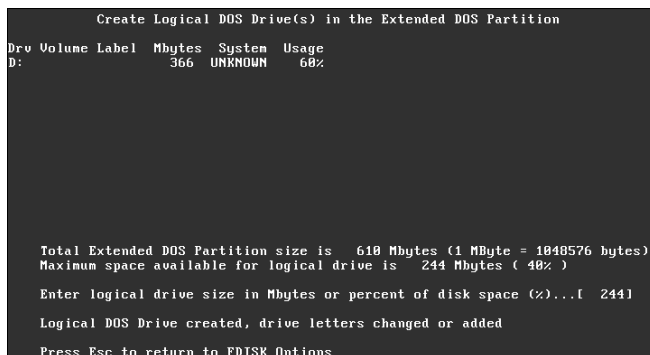 Create Logical DOS Drive(s) in the Extended DOS Partition
Drv Volume Label Mbytes System Usage
D: 366 UNKNOWN 60%
Total Extended DOS Partition size is 610 Mbytes (1 MByte = 1048576 bytes)
Maximum space available for logical drive is 244 Mbytes ( 40% )
Enter logical drive size in Mbytes or percent of disk space (%)...[ 244]
Logical DOS Drive created, drive letters changed or added
Press Esc to return to FDISK Options